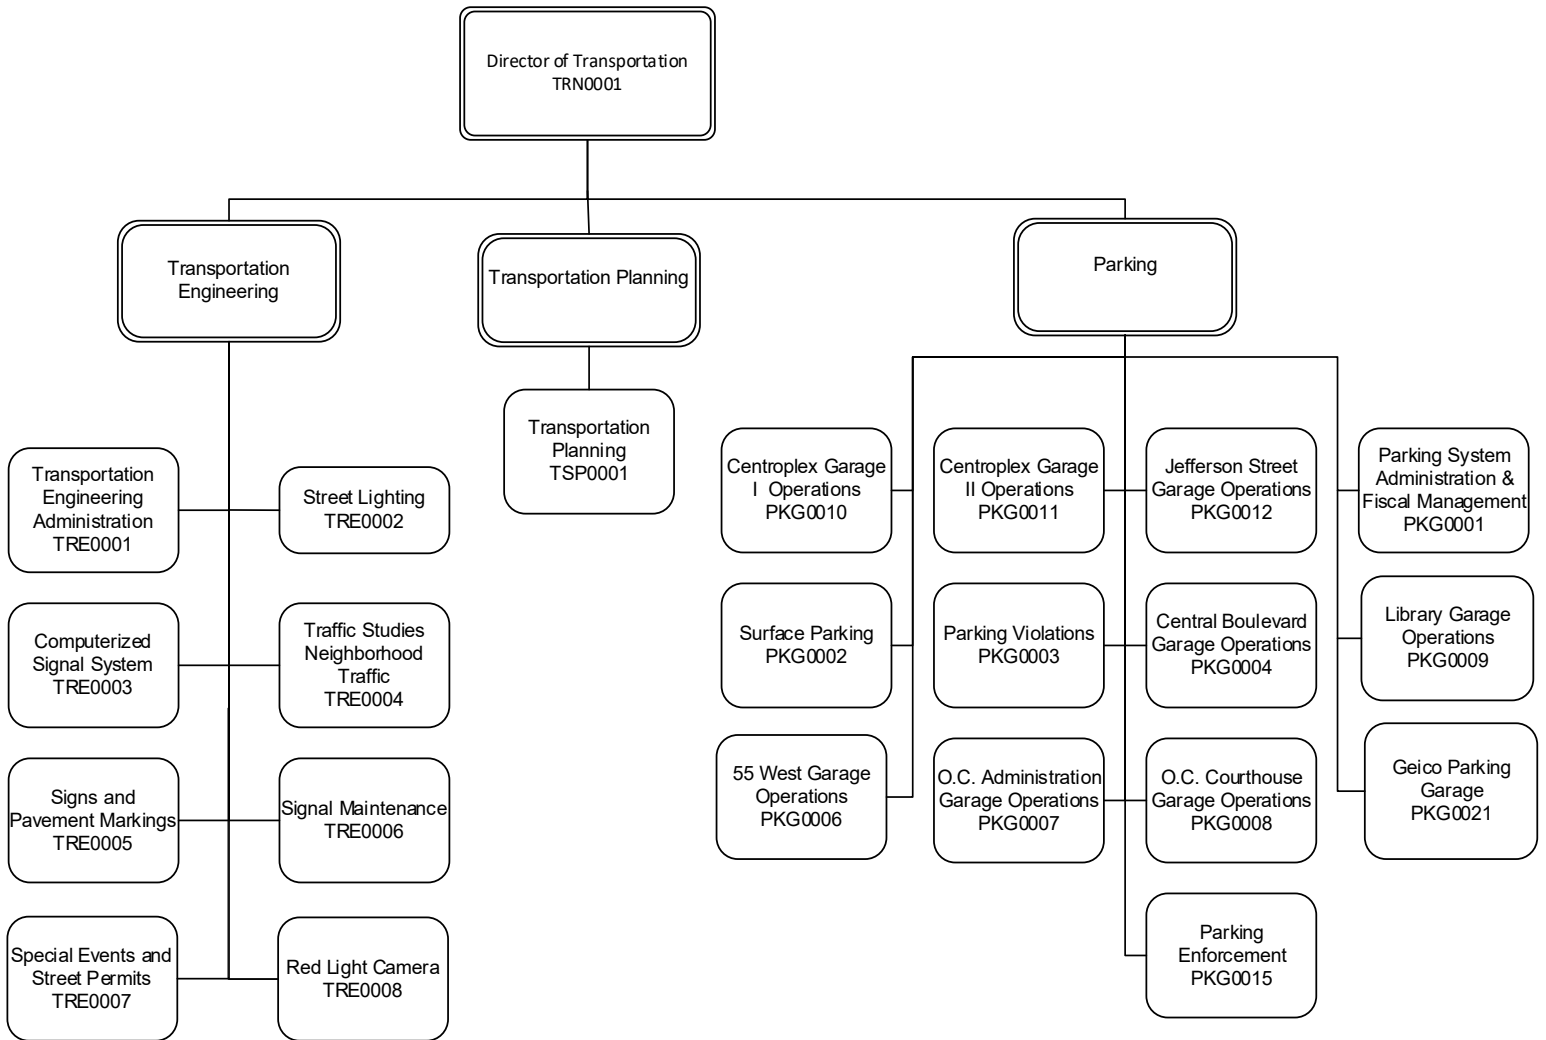 Director of Transportation
TRN0001
Transportation
Engineering
Transportation Planning
Parking
Transportation
Engineering
Administration
TRE0001
Street Lighting
TRE0002
Computerized
Signal System
TRE0003
Traffic Studies
Neighborhood
Traffic
TRE0004
Signs and
Pavement Markings
TRE0005
Signal Maintenance
TRE0006
Special Events and
Street Permits
TRE0007
Red Light Camera
TRE0008
Transportation
Planning
TSP0001
Centroplex Garage
I Operations
PKG0010
Centroplex Garage
II Operations
PKG0011
Jefferson Street
Garage Operations
PKG0012
Parking System
Administration &
Fiscal Management
PKG0001
Surface Parking
PKG0002
Parking Violations
PKG0003
Central Boulevard
Garage Operations
PKG0004
Library Garage
Operations
PKG0009
55 West Garage
Operations
PKG0006
O.C. Administration
Garage Operations
PKG0007
O.C. Courthouse
Garage Operations
PKG0008
Geico Parking
Garage
PKG0021
Parking
Enforcement
PKG0015